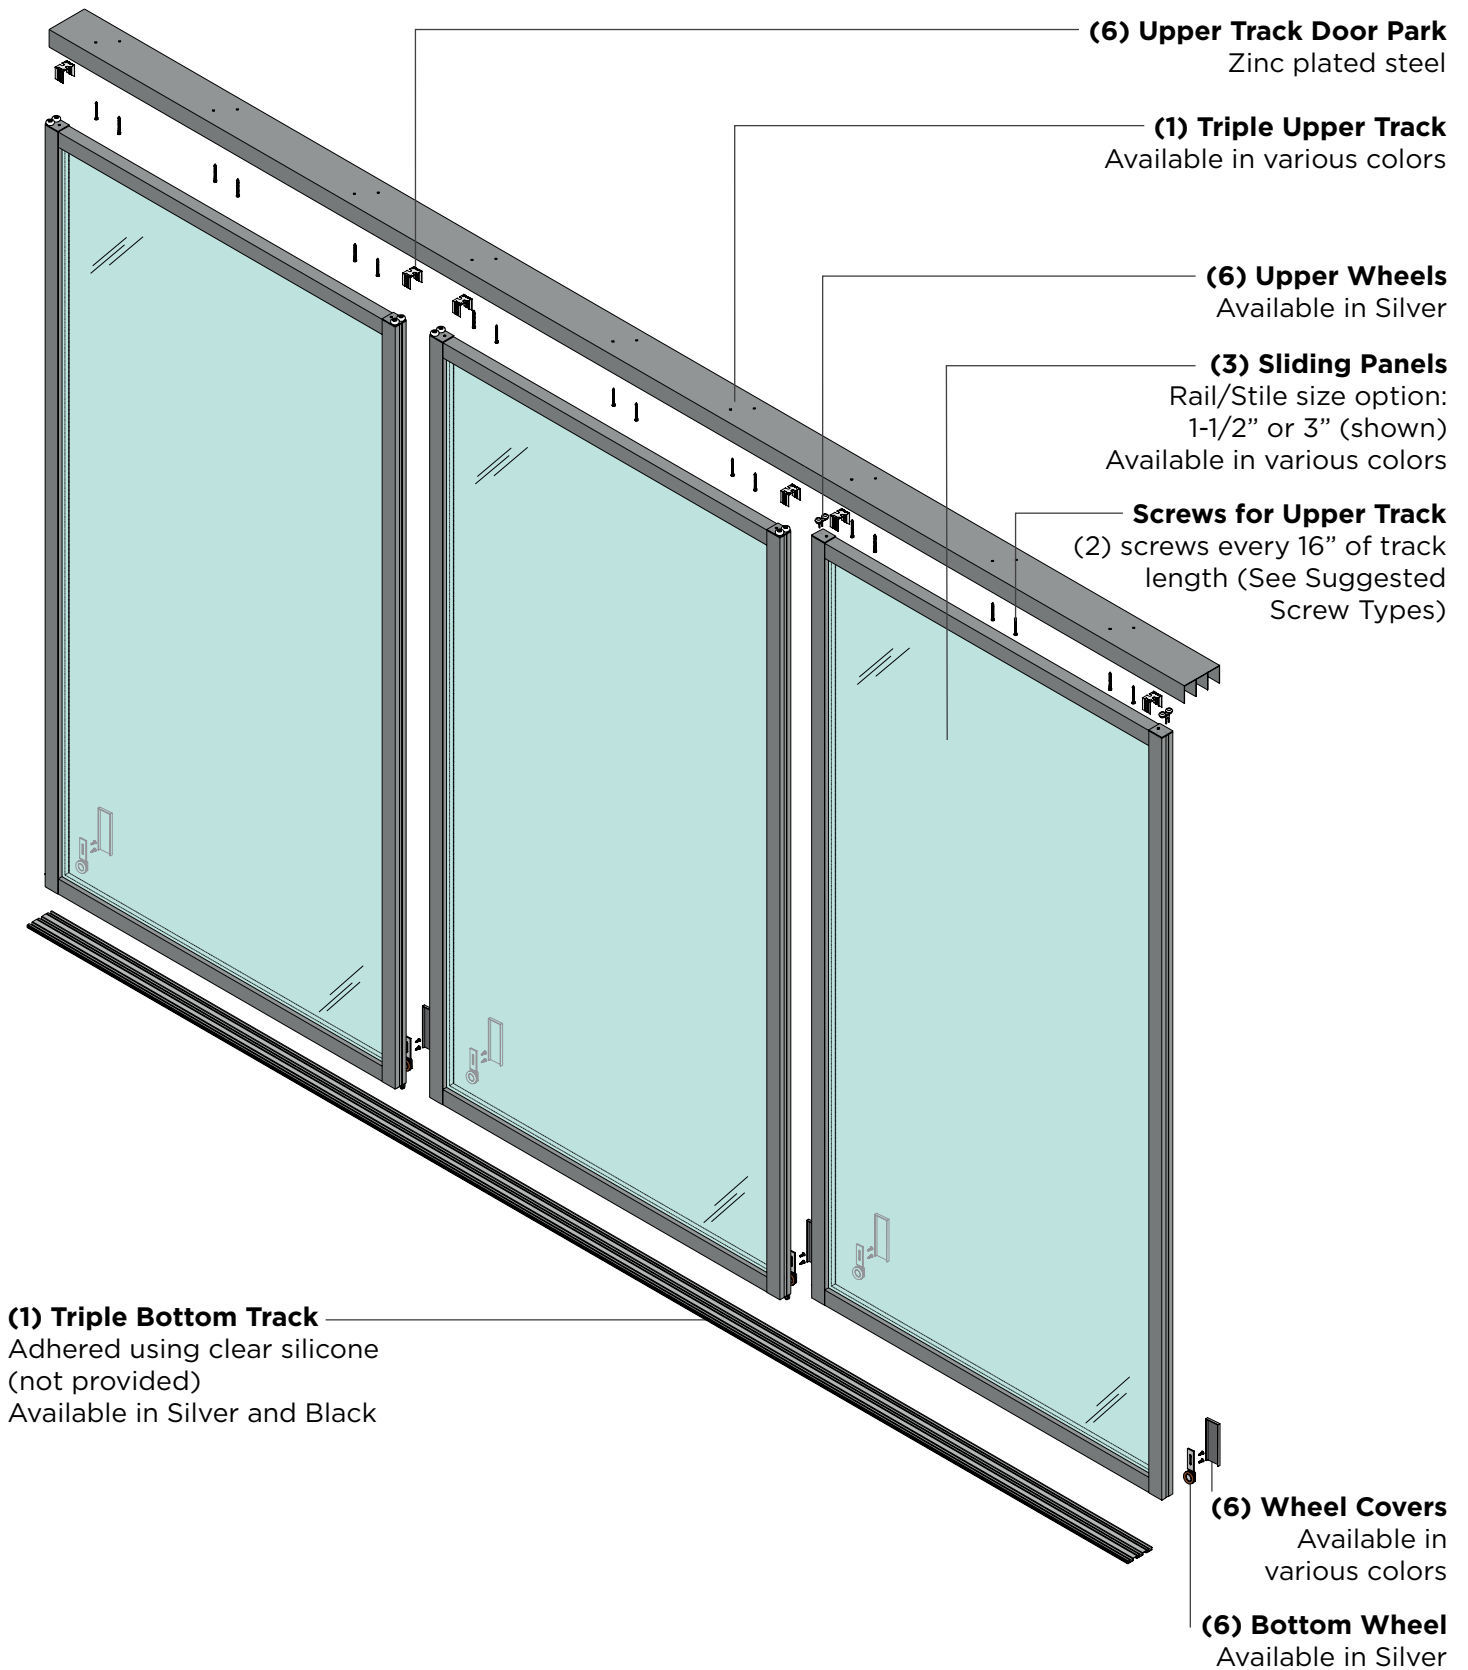 (6) Upper Track Door Park
Zinc plated steel
(1) Triple Upper Track
Available in various colors
(6) Upper Wheels
Available in Silver
(3) Sliding Panels
Rail/Stile size option:
1-1/2” or 3” (shown)
Available in various colors
Screws for Upper Track
(2) screws every 16” of track
length (See Suggested
Screw Types)
(1) Triple Bottom Track
Adhered using clear silicone
(not provided)
Available in Silver and Black
(6) Wheel Covers
Available in
various colors
(6) Bottom Wheel
Available in Silver